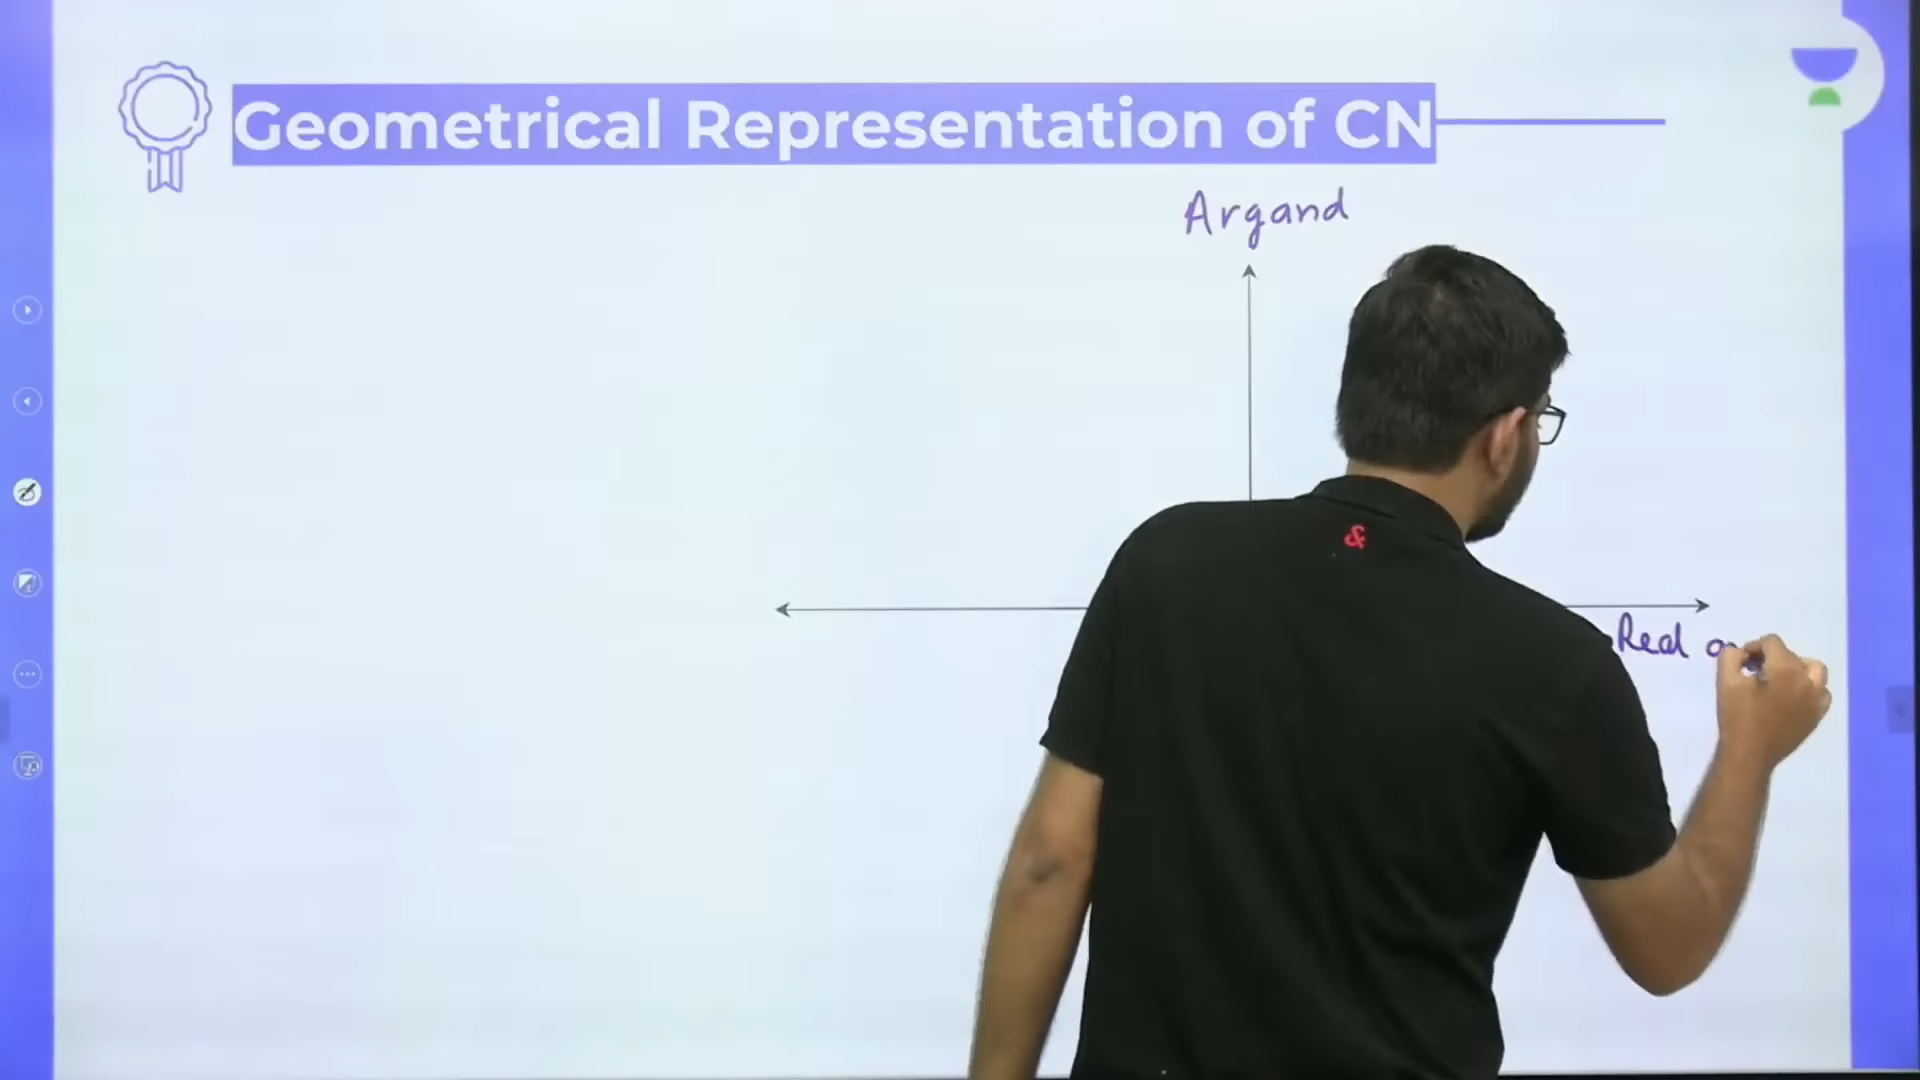 Geometrical Representation of CN
Argand
&
Real